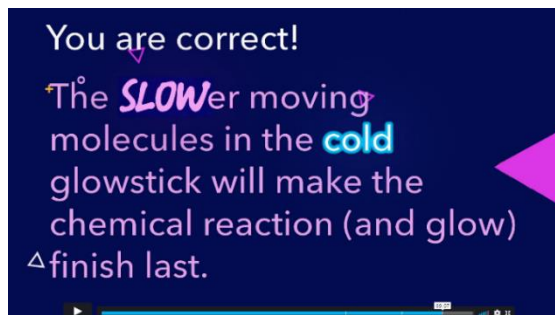 You are correct!
The SLOWer moving
molecules in the cold
glowstick will make the
chemical reaction (and glow)
finish last.